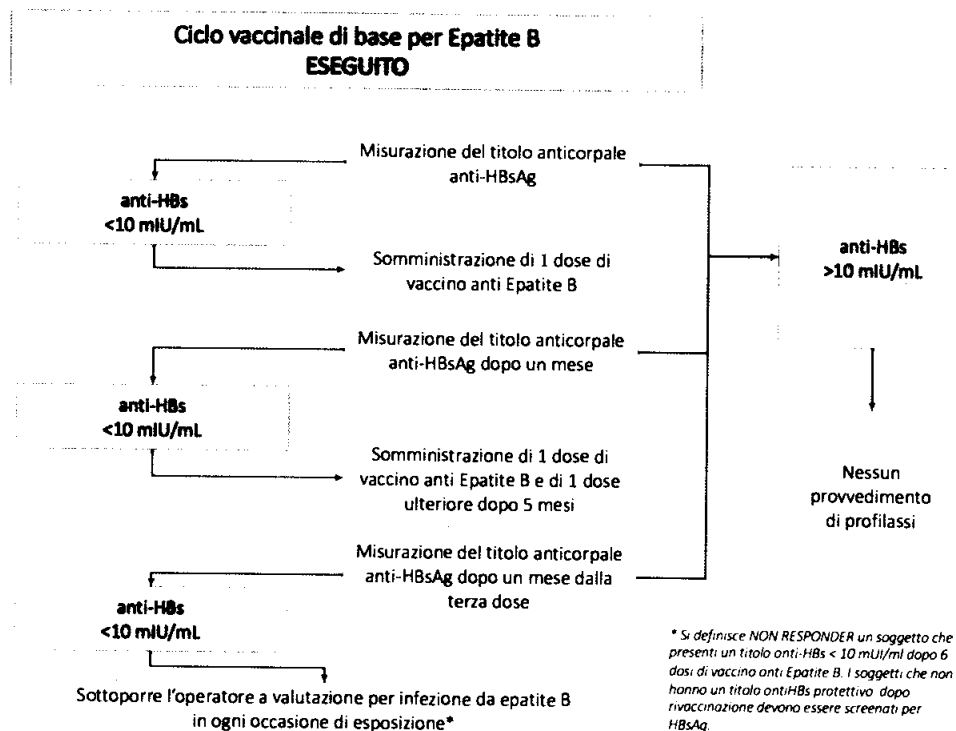 Ciclo vaccinale di base per Epatite B
ESEGUITO
Misurazione del titolo anticorpale
anti-HBsAg
anti-HBs
<10 mIU/mL
anti-HBs
>10 mIU/mL
Somministrazione di 1 dose di
vaccino anti Epatite B
Misurazione del titolo anticorpale
anti-HBsAg dopo un mese
anti-HBs
<10 mIU/mL
Somministrazione di 1 dose di
vaccino anti Epatite B e di 1 dose
ulteriore dopo 5 mesi
Nessun
provvedimento
di profilassi
Misurazione del titolo anticorpale
anti-HBsAg dopo un mese dalla
terza dose
anti-HBs
<10 mIU/mL
Sottoporre l'operatore a valutazione per infezione da epatite B
in ogni occasione di esposizione*
* Si definisce NON RESPONDER un soggetto che
presenti un titolo anti-HBs < 10 mUI/ml dopo 6
dosi di vaccino anti Epatite B. I soggetti che non
hanno un titolo antiHBs protettivo dopo
rivaccinazione devono essere screenati per
HBsAg.